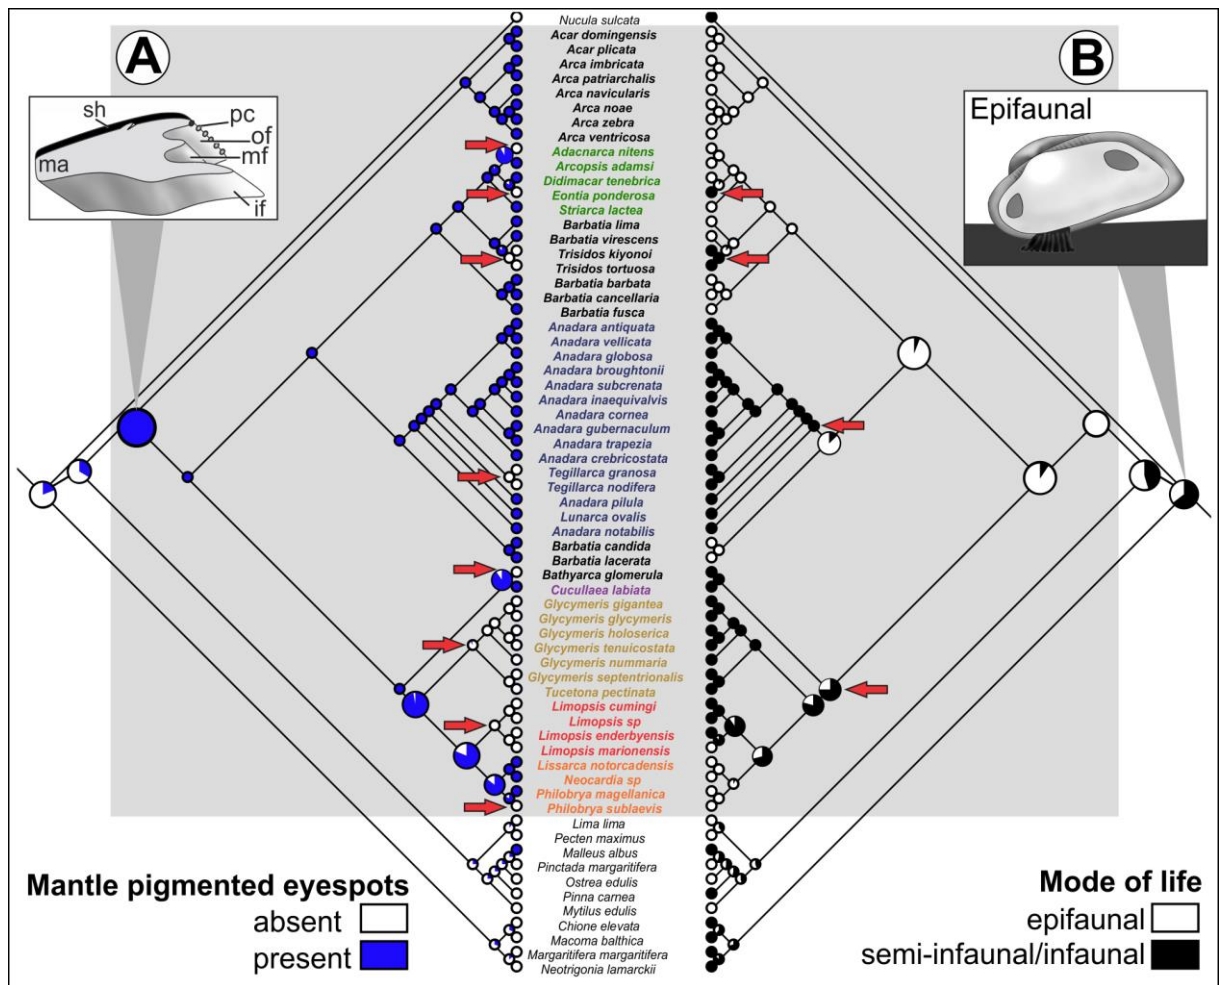 A
sh
pc
of
mf
ma
if
B
Epifaunal
Nucula sulcata
Acar domingensis
Acar plicata
Arca imbricata
Arca patriarchalis
Arca navicularis
Arca noae
Arca zebra
Arca ventricosa
Adacnarca nitens
Arcopsis adamsi
Didimacar tenebrica
Eontia ponderosa
Striarca lactea
Barbatia lima
Barbatia virescens
Trisidos kiyonoi
Trisidos tortuosa
Barbatia barbata
Barbatia cancellaria
Barbatia fusca
Anadara antiquata
Anadara vellicata
Anadara globosa
Anadara broughtonii
Anadara subcrenata
Anadara inaequivalvis
Anadara cornea
Anadara gubernaculum
Anadara trapezia
Anadara crebricostata
Tegillarca granosa
Tegillarca nodifera
Anadara pilula
Lunarca ovalis
Anadara notabilis
Barbatia candida
Barbatia lacerata
Bathyarca glomerula
Cucullaea labiata
Glycymeris gigantea
Glycymeris glycymeris
Glycymeris holoserica
Glycymeris tenuicostata
Glycymeris nummaria
Glycymeris septentrionalis
Tucetona pectinata
Limopsis cumingi
Limopsis sp
Limopsis enderbyensis
Limopsis marionensis
Lissarca notorcadensis
Neocardia sp
Philobrya magellanica
Philobrya sublaevis
Lima lima
Pecten maximus
Malleus albus
Pinctada margaritifera
Ostrea edulis
Pinna carnea
Mytilus edulis
Chione elevata
Macoma balthica
Margaritifera margaritifera
Neotrigonia lamarckii
Mantle pigmented eyespots
absent
present
Mode of life
epifaunal
semi-infaunal/infaunal